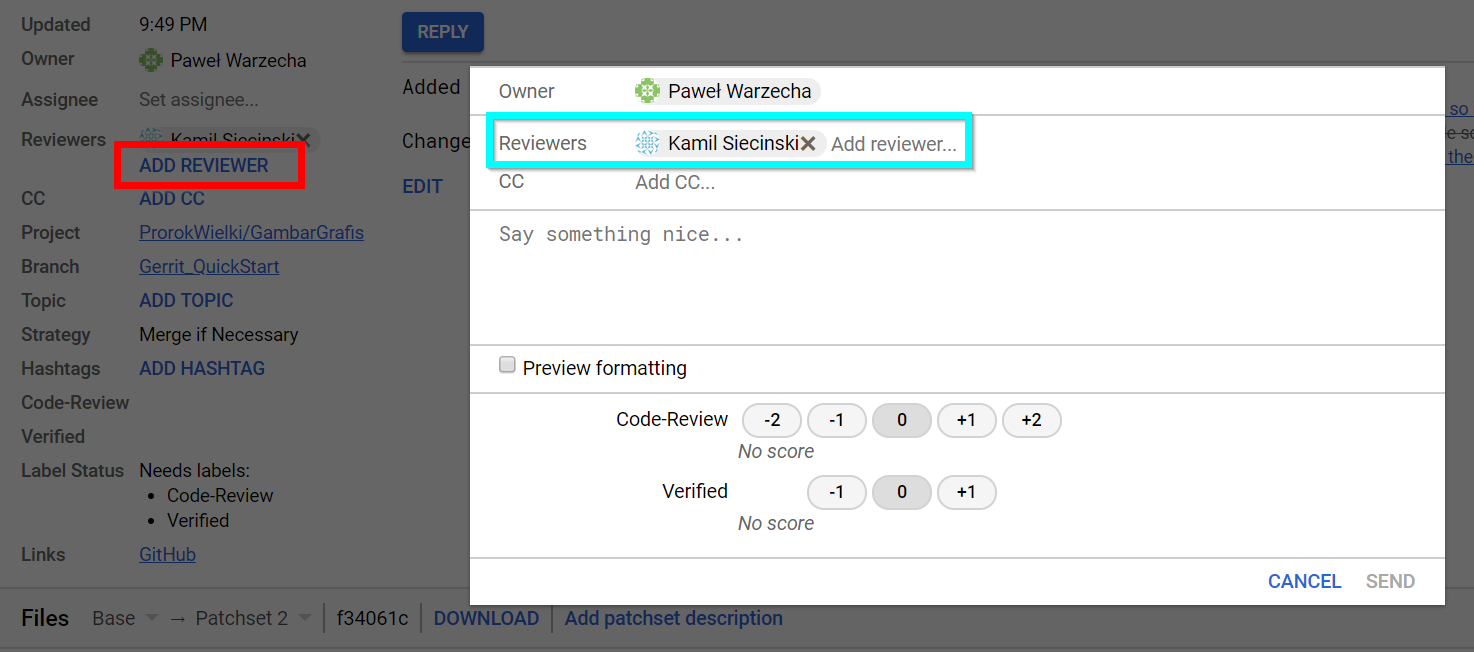 Updated 9:49 PM
REPLY
Owner Paweł Warzecha
Assignee Set assignee...
Reviewers Kamil Siecinski
ADD REVIEWER
CC ADD CC
Project ProrokWielki/GambarGrafis
Branch Gerrit_QuickStart
Topic ADD TOPIC
Strategy Merge if Necessary
Hashtags ADD HASHTAG
Code-Review
Verified
Label Status Needs labels:
• Code-Review
• Verified
Links GitHub
Added
Change
EDIT
Owner Paweł Warzecha
Reviewers Kamil Siecinski Add reviewer...
CC Add CC...
Say something nice...
Preview formatting
Code-Review -2 -1 0 +1 +2
No score
Verified -1 0 +1
No score
CANCEL SEND
so
the
Files Base → Patchset 2 f34061c DOWNLOAD Add patchset description